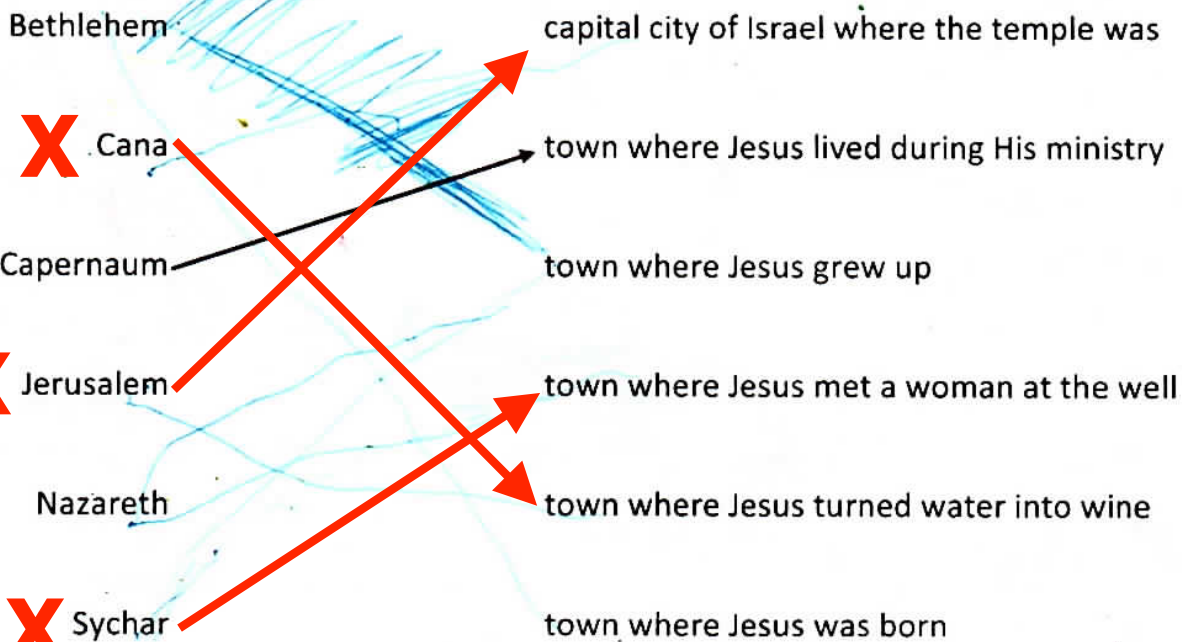 Bethlehem capital city of Israel where the temple was
X Cana town where Jesus lived during His ministry
Capernaum town where Jesus grew up
X Jerusalem town where Jesus met a woman at the well
Nazareth town where Jesus turned water into wine
X Sychar town where Jesus was born